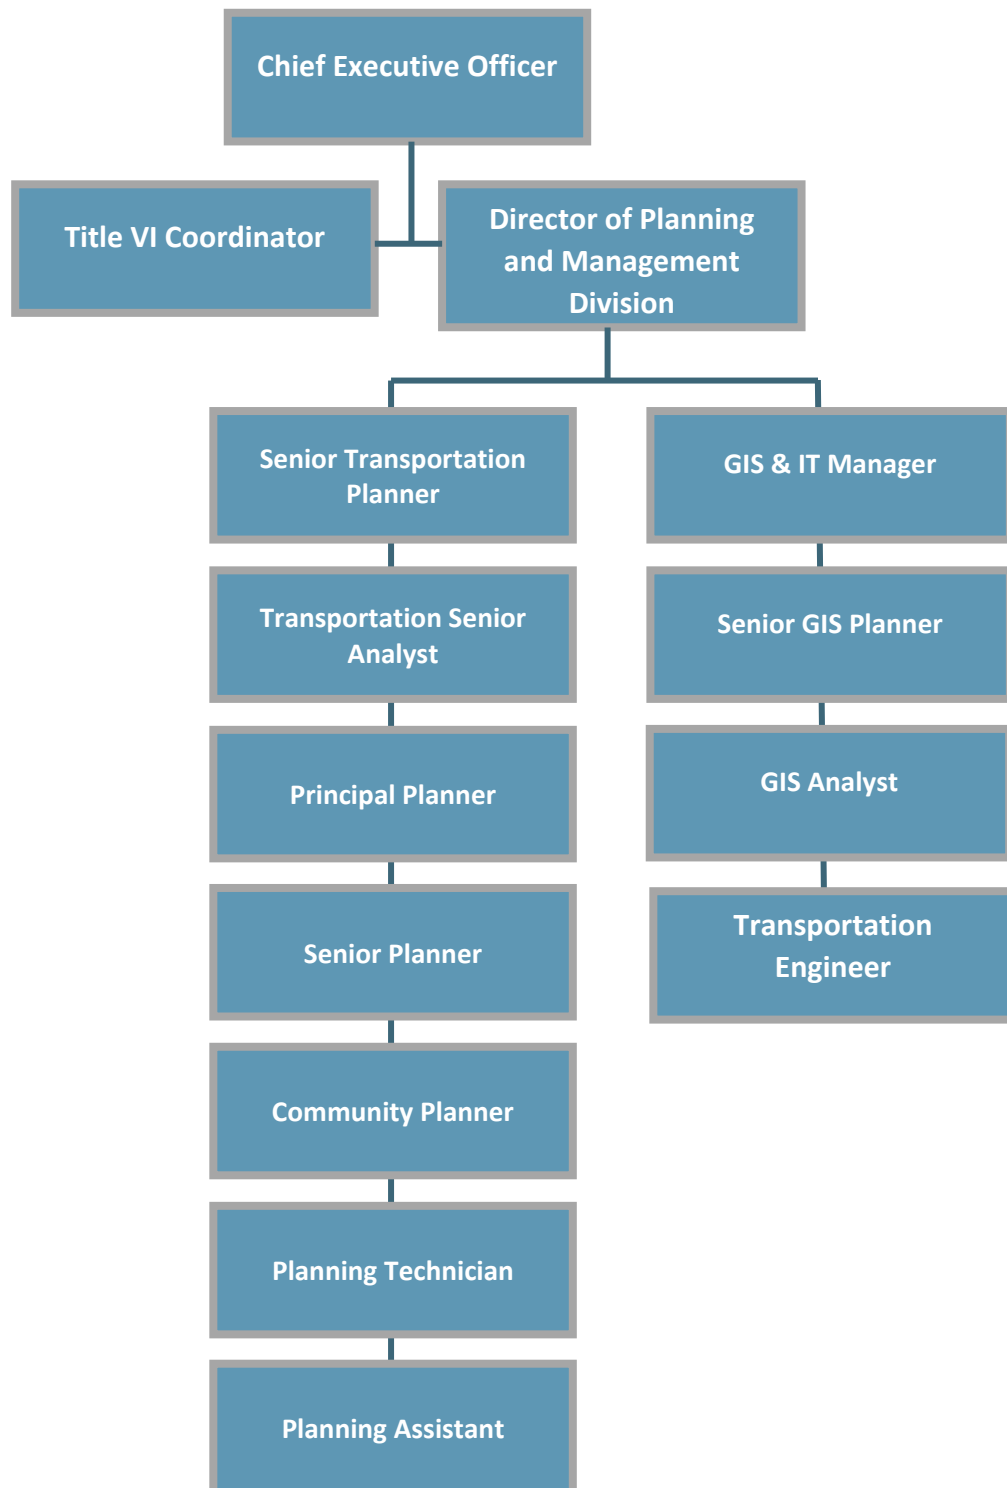 Chief Executive Officer
Title VI Coordinator
Director of Planning
and Management
Division
Senior Transportation
Planner
Transportation Senior
Analyst
Principal Planner
Senior Planner
Community Planner
Planning Technician
Planning Assistant
GIS & IT Manager
Senior GIS Planner
GIS Analyst
Transportation
Engineer